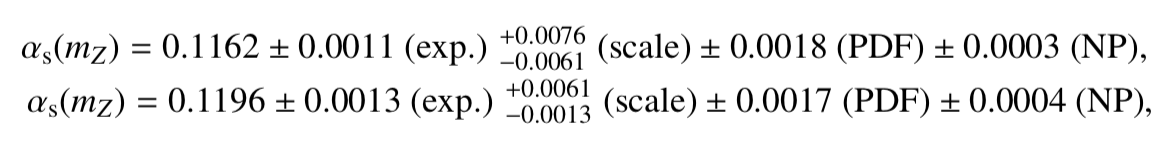 αs(mZ) = 0.1162 ± 0.0011 (exp.) +0.0076 −0.0061 (scale) ± 0.0018 (PDF) ± 0.0003 (NP),
αs(mZ) = 0.1196 ± 0.0013 (exp.) +0.0061 −0.0013 (scale) ± 0.0017 (PDF) ± 0.0004 (NP),